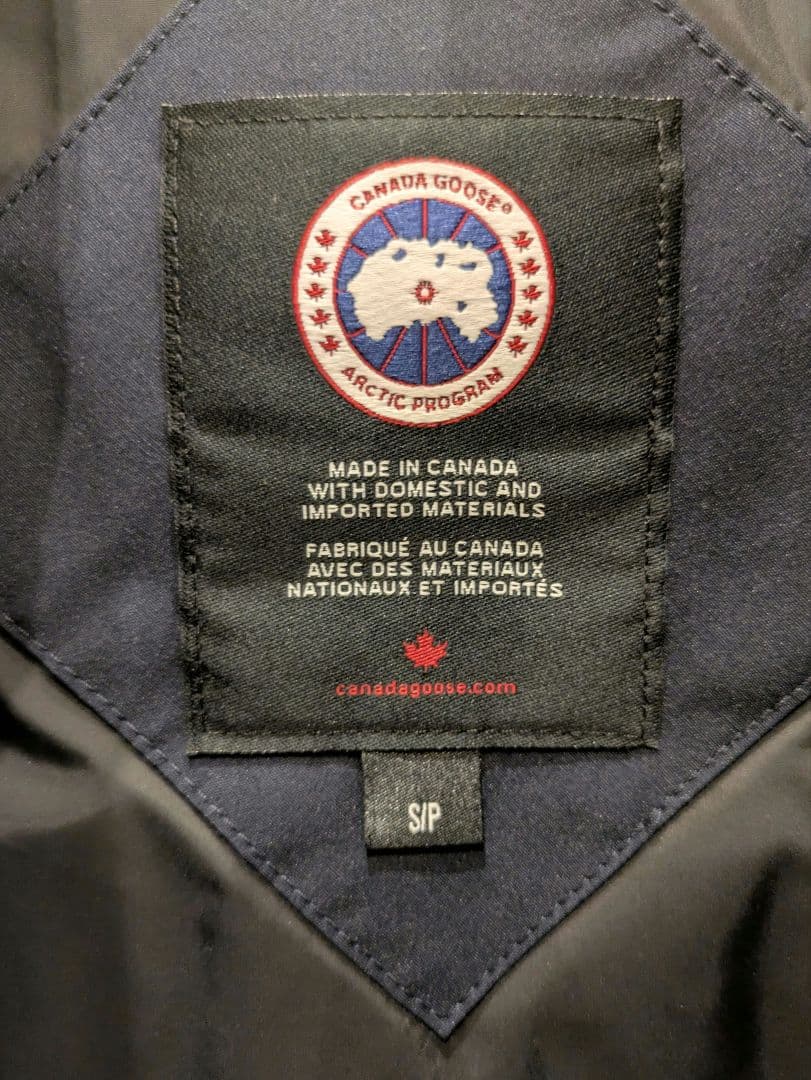 CANADA GOOSE®
ARCTIC PROGRAM
MADE IN CANADA
WITH DOMESTIC AND
IMPORTED MATERIALS
FABRIQUÉ AU CANADA
AVEC DES MATERIAUX
NATIONAUX ET IMPORTÉS
canadagoose.com
S/P